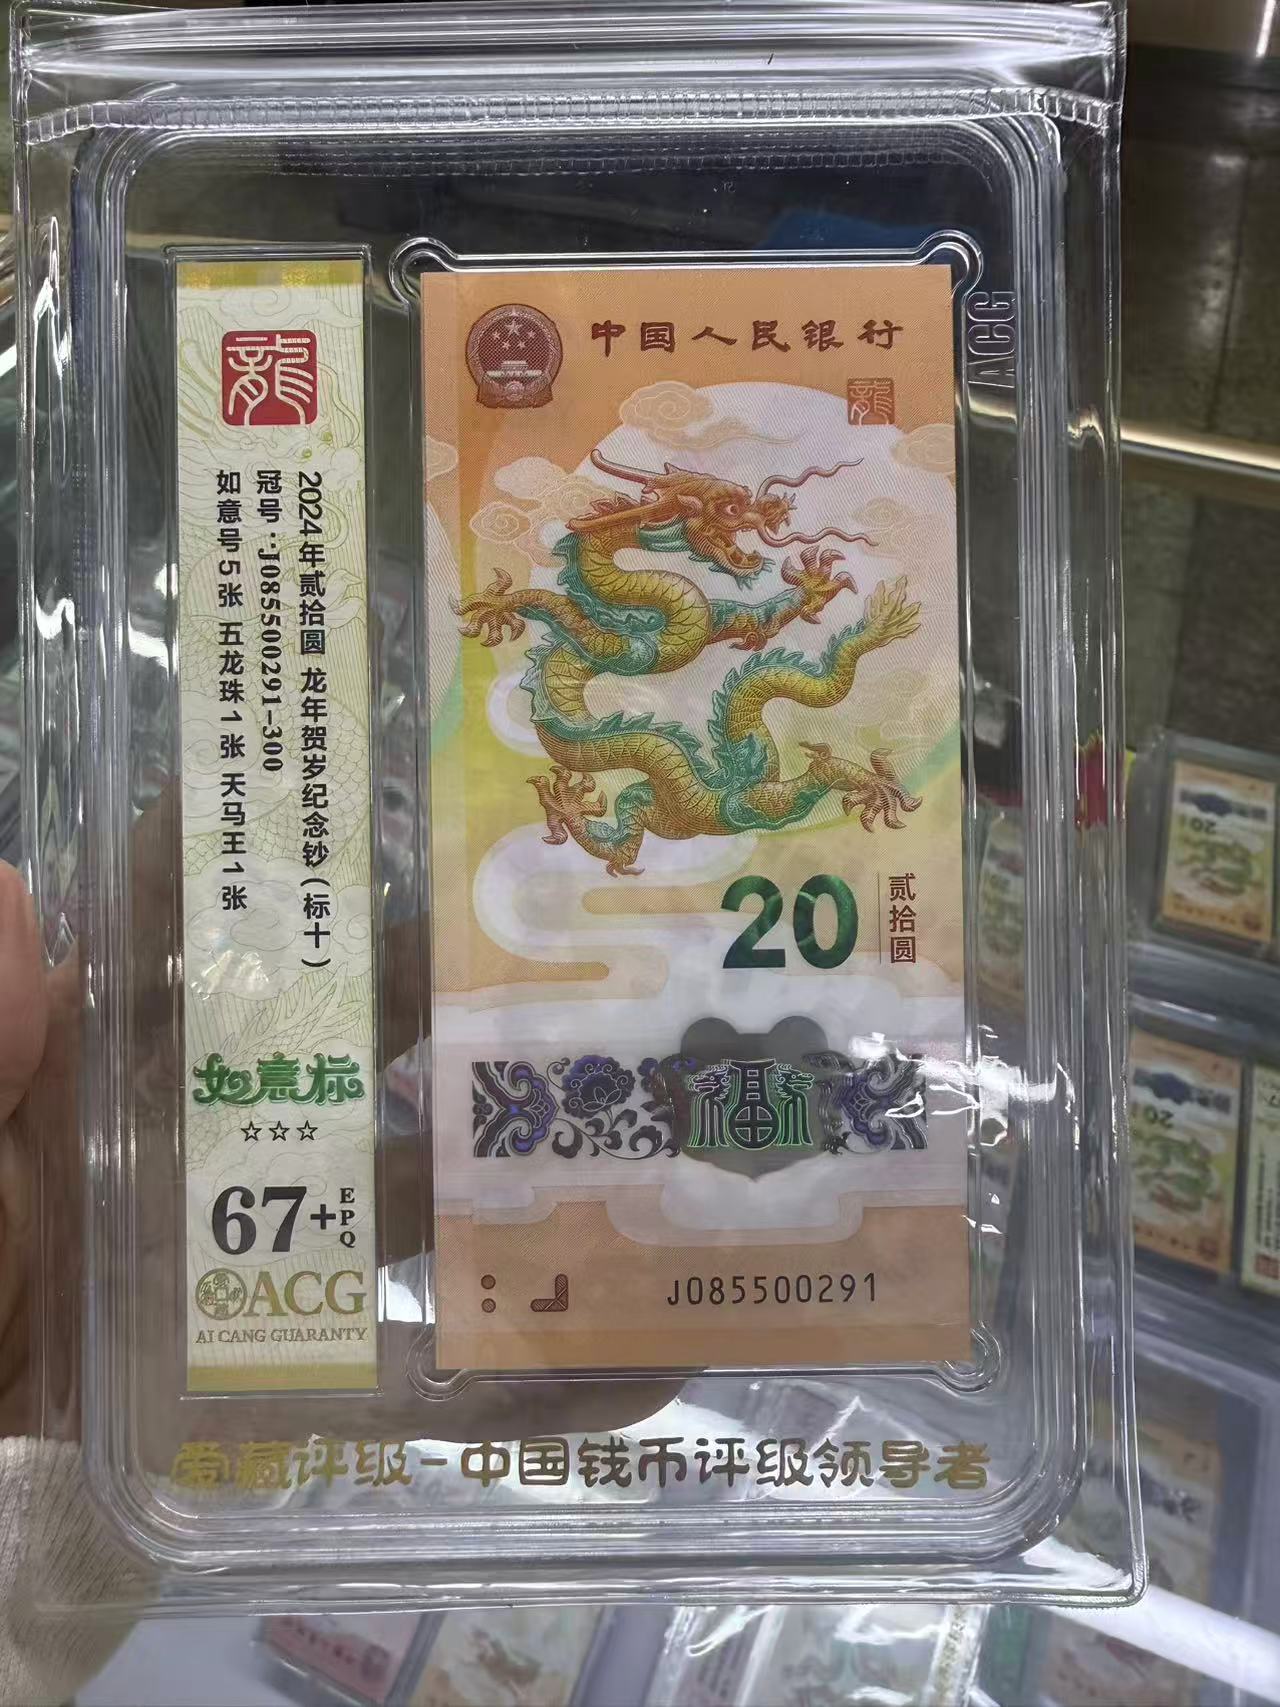 ACG
龍
2024年贰拾圆 龙年贺岁纪念钞(标十)
冠号:J085500291-300
如意号5张 五龙珠1张 天马王1张
如意标
☆☆☆
67+EPQ
ACG
AI CANG GUARANTY
中国人民银行
龍
20
贰拾圆
福
J085500291
爱藏评级-中国钱币评级领导者